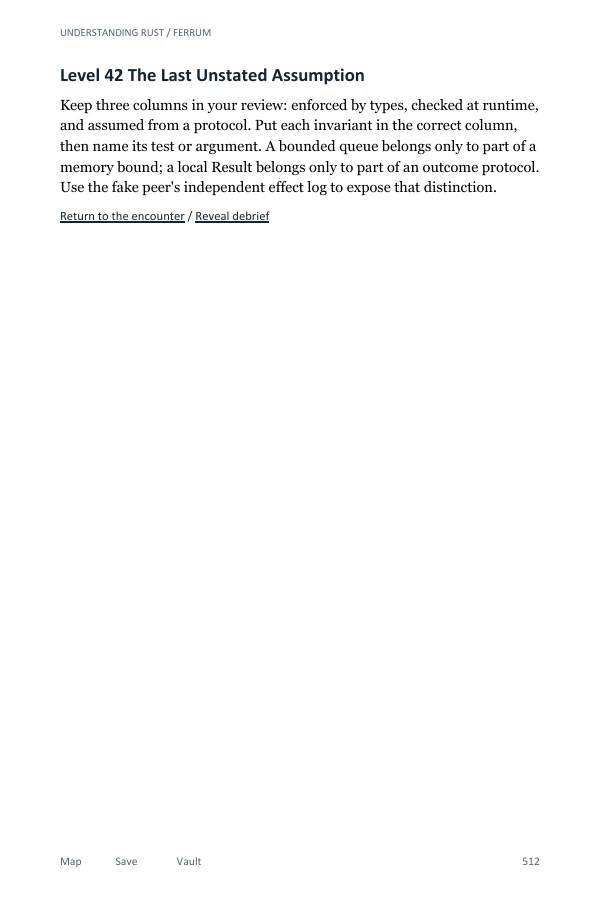 UNDERSTANDING RUST / FERRUM
Level 42 The Last Unstated Assumption
Keep three columns in your review: enforced by types, checked at runtime,
and assumed from a protocol. Put each invariant in the correct column,
then name its test or argument. A bounded queue belongs only to part of a
memory bound; a local Result belongs only to part of an outcome protocol.
Use the fake peer's independent effect log to expose that distinction.
Return to the encounter / Reveal debrief
Map Save Vault 512